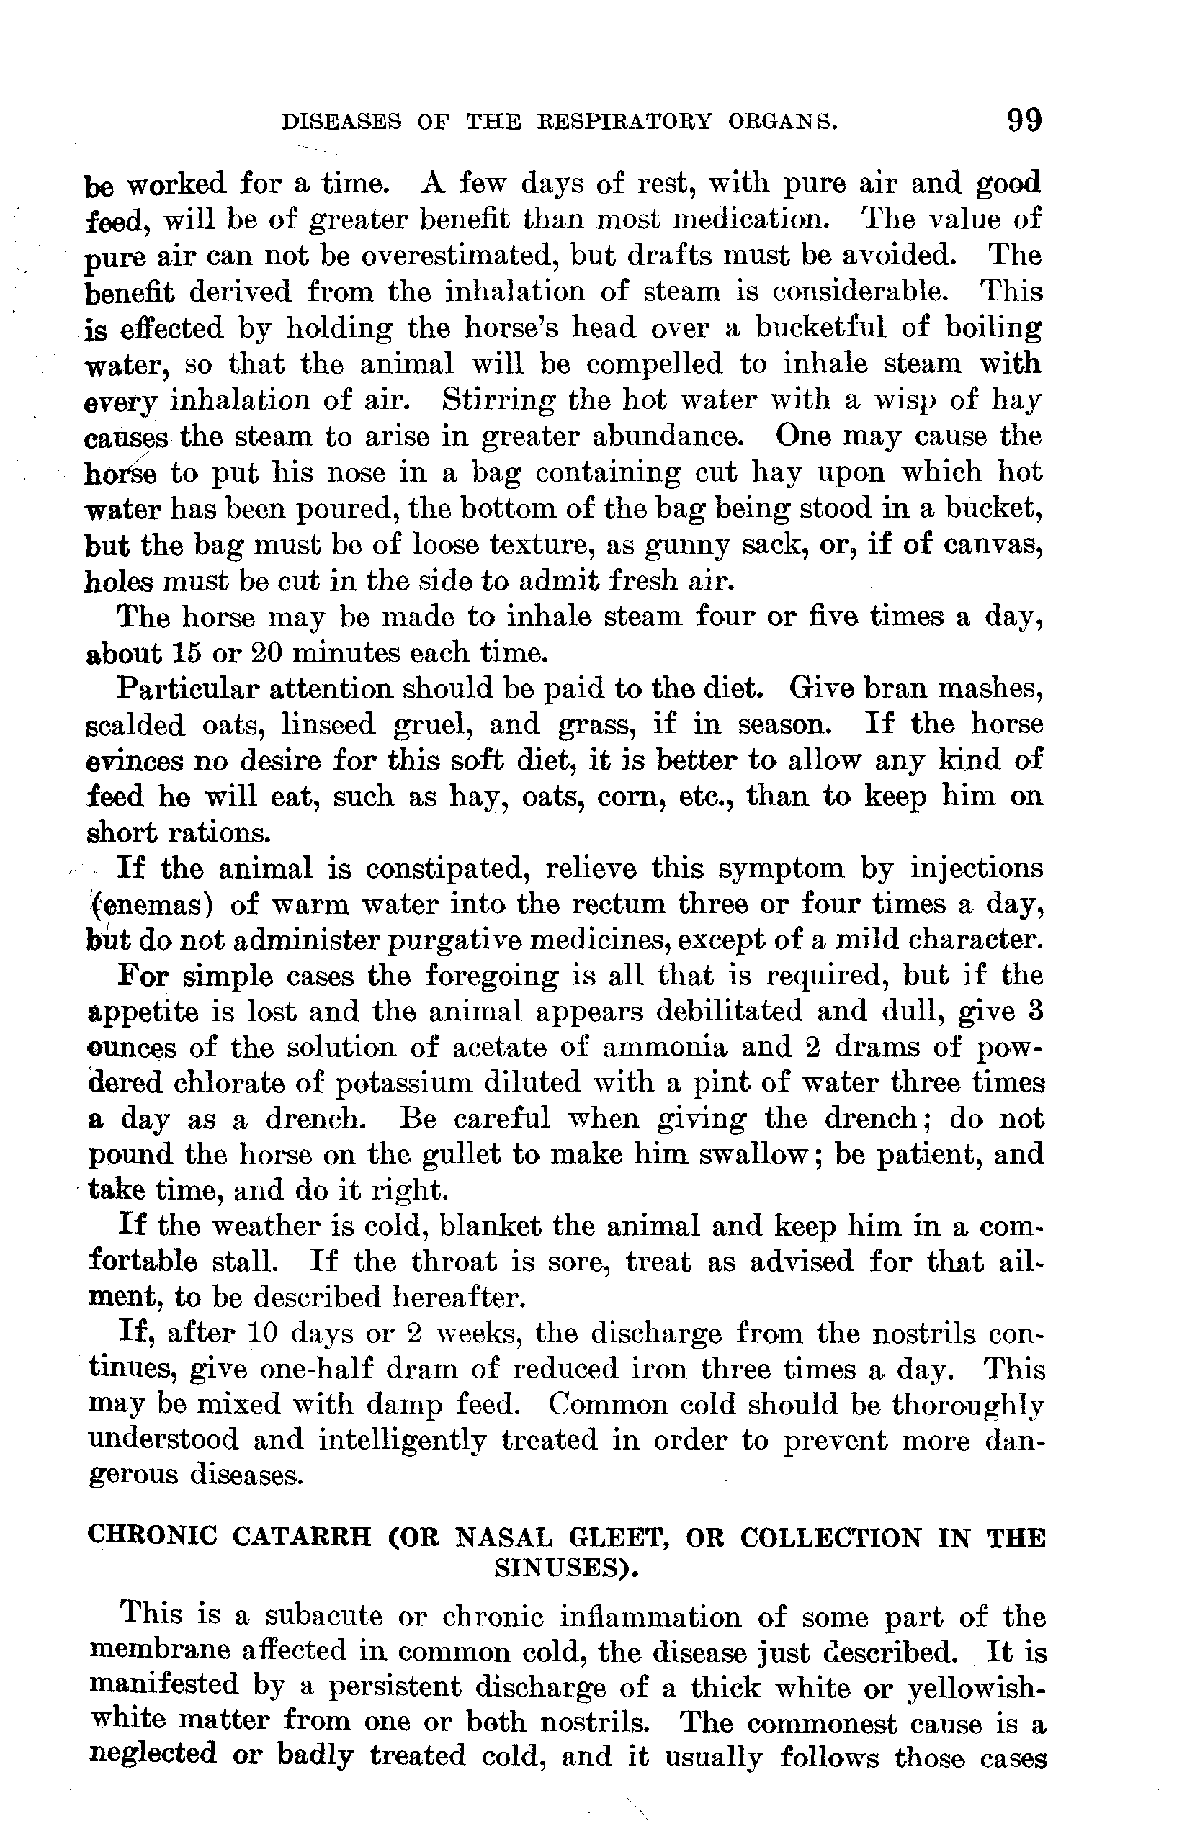 DISEASES OF THE RESPIRATORY ORGANS. 99
be worked for a time. A few days of rest, with pure air and good
feed, will be of greater benefit than most medication. The value of
pure air can not be overestimated, but drafts must be avoided. The
benefit derived from the inhalation of steam is considerable. This
is effected by holding the horse's head over a bucketful of boiling
water, so that the animal will be compelled to inhale steam with
every inhalation of air. Stirring the hot water with a wisp of hay
causes the steam to arise in greater abundance. One may cause the
horse to put his nose in a bag containing cut hay upon which hot
water has been poured, the bottom of the bag being stood in a bucket,
but the bag must be of loose texture, as gunny sack, or, if of canvas,
holes must be cut in the side to admit fresh air.
The horse may be made to inhale steam four or five times a day,
about 15 or 20 minutes each time.
Particular attention should be paid to the diet. Give bran mashes,
scalded oats, linseed gruel, and grass, if in season. If the horse
evinces no desire for this soft diet, it is better to allow any kind of
feed he will eat, such as hay, oats, corn, etc., than to keep him on
short rations.
If the animal is constipated, relieve this symptom by injections
(enemas) of warm water into the rectum three or four times a day,
but do not administer purgative medicines, except of a mild character.
For simple cases the foregoing is all that is required, but if the
appetite is lost and the animal appears debilitated and dull, give 3
ounces of the solution of acetate of ammonia and 2 drams of pow-
dered chlorate of potassium diluted with a pint of water three times
a day as a drench. Be careful when giving the drench; do not
pound the horse on the gullet to make him swallow; be patient, and
take time, and do it right.
If the weather is cold, blanket the animal and keep him in a com-
fortable stall. If the throat is sore, treat as advised for that ail-
ment, to be described hereafter.
If, after 10 days or 2 weeks, the discharge from the nostrils con-
tinues, give one-half dram of reduced iron three times a day. This
may be mixed with damp feed. Common cold should be thoroughly
understood and intelligently treated in order to prevent more dan-
gerous diseases.
CHRONIC CATARRH (OR NASAL GLEET, OR COLLECTION IN THE
SINUSES).
This is a subacute or chronic inflammation of some part of the
membrane affected in common cold, the disease just described. It is
manifested by a persistent discharge of a thick white or yellowish-
white matter from one or both nostrils. The commonest cause is a
neglected or badly treated cold, and it usually follows those cases